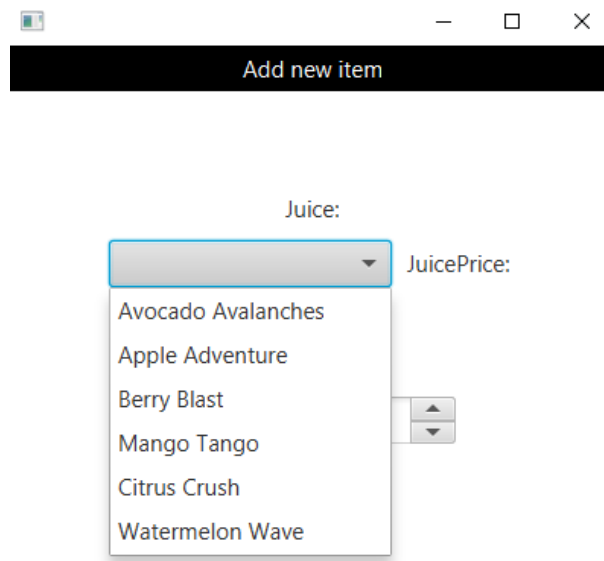 Add new item
Juice:
JuicePrice:
Avocado Avalanches
Apple Adventure
Berry Blast
Mango Tango
Citrus Crush
Watermelon Wave